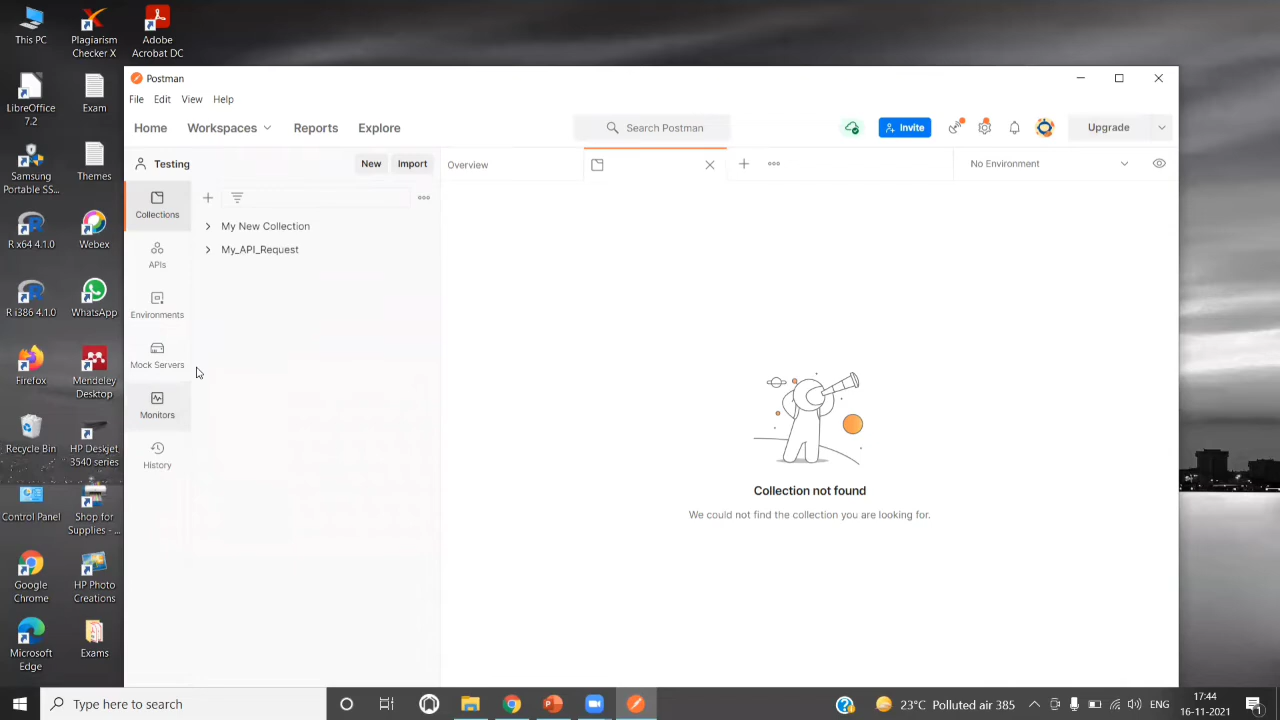 This PC
Plagiarism
Checker X
Adobe
Acrobat DC
LibreOffice
7.2
Exam
Samsung
Portable SS...
Themes
R x64 4.1.0
Webex
R i386 4.1.0
WhatsApp
Firefox
Mendeley
Desktop
Recycle Bin
HP Deskjet
3540 series
Control Panel
Shop for
Supplies - ...
Google
Chrome
HP Photo
Creations
Microsoft
Edge
Exams
Postman
File Edit View Help
Home Workspaces Reports Explore
Search Postman
Invite
Upgrade
Testing
New
Import
Overview
No Environment
Collections
APIs
Environments
Mock Servers
Monitors
History
My New Collection
My_API_Request
Collection not found
We could not find the collection you are looking for.
Type here to search
23°C Polluted air 385
ENG
17:44
16-11-2021
1